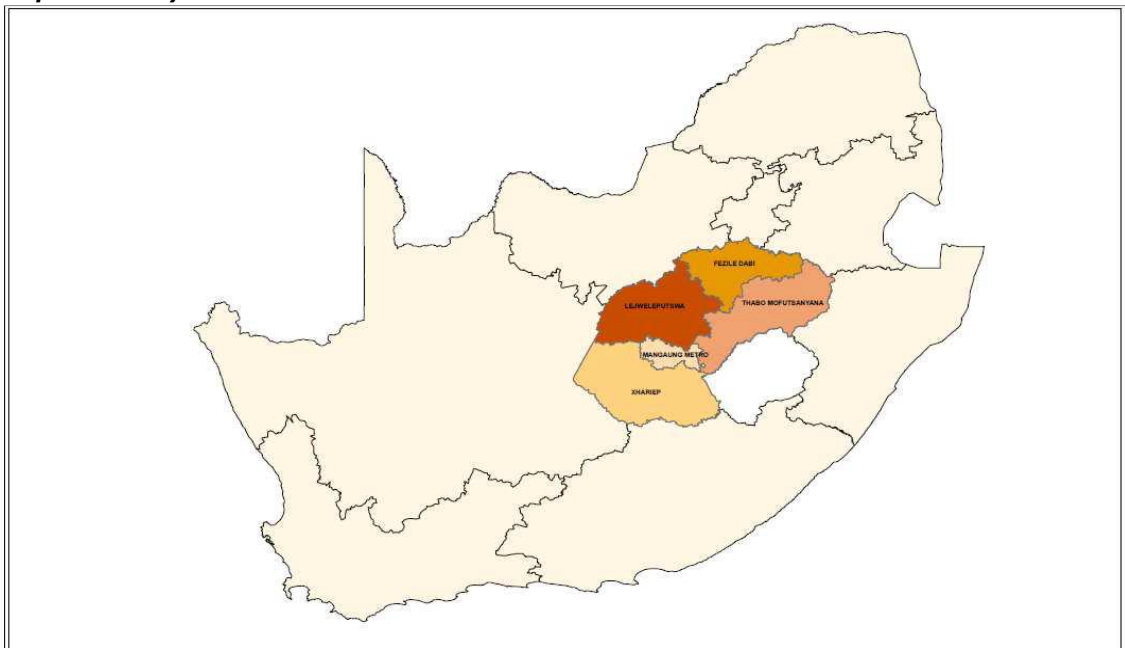 FEZILE DABI
THABO MOFUTSANYANA
LEJWELEPUTSWA
MANGAUNG METRO
XHARIEP